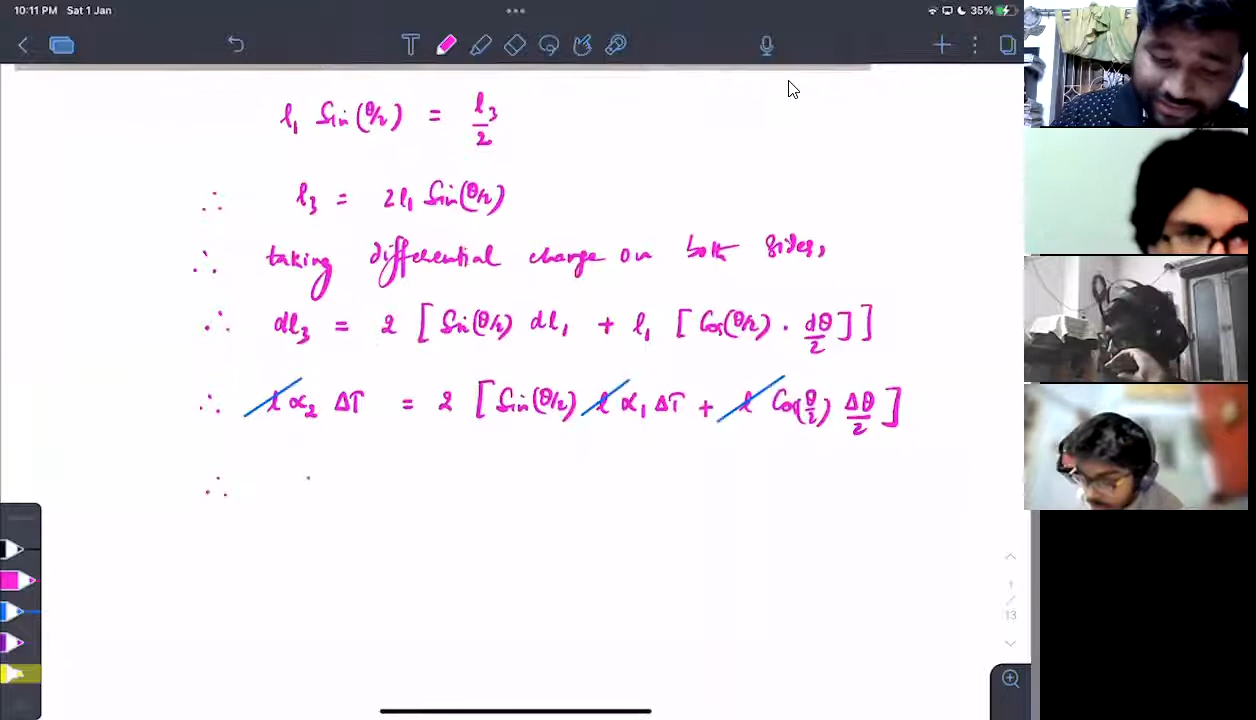 10:11 PM Sat 1 Jan
35%
l₁ Sin(θ/2) = l₃/2
∴ l₃ = 2l₁ Sin(θ/2)
∴ taking differential change on both sides,
∴ dl₃ = 2 [Sin(θ/2) dl₁ + l₁ [Cos(θ/2) · dθ/2]]
∴ l α₂ ΔT = 2 [Sin(θ/2) l α₁ ΔT + l Cos(θ/2) Δθ/2]
∴
1
/
13